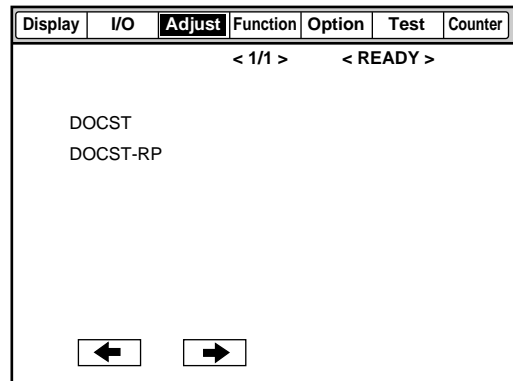 Display I/O Adjust Function Option Test Counter
< 1/1 > < READY >
DOCST
DOCST-RP